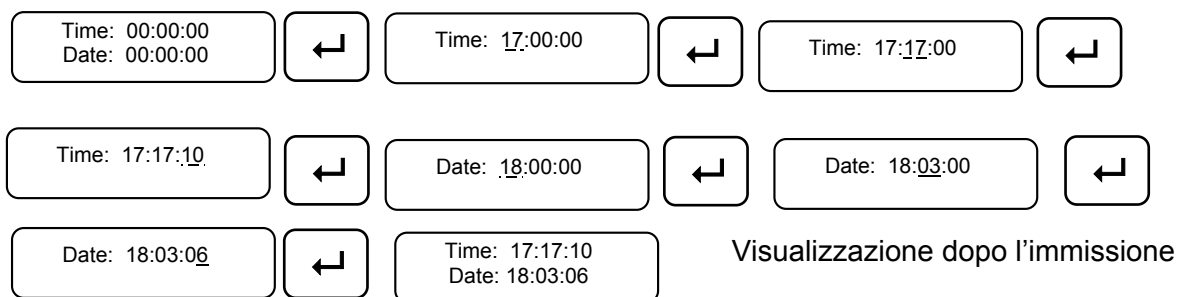 Time: 00:00:00
Date: 00:00:00
Time: 17:00:00
Time: 17:17:00
Time: 17:17:10
Date: 18:00:00
Date: 18:03:00
Date: 18:03:06
Time: 17:17:10
Date: 18:03:06
Visualizzazione dopo l’immissione